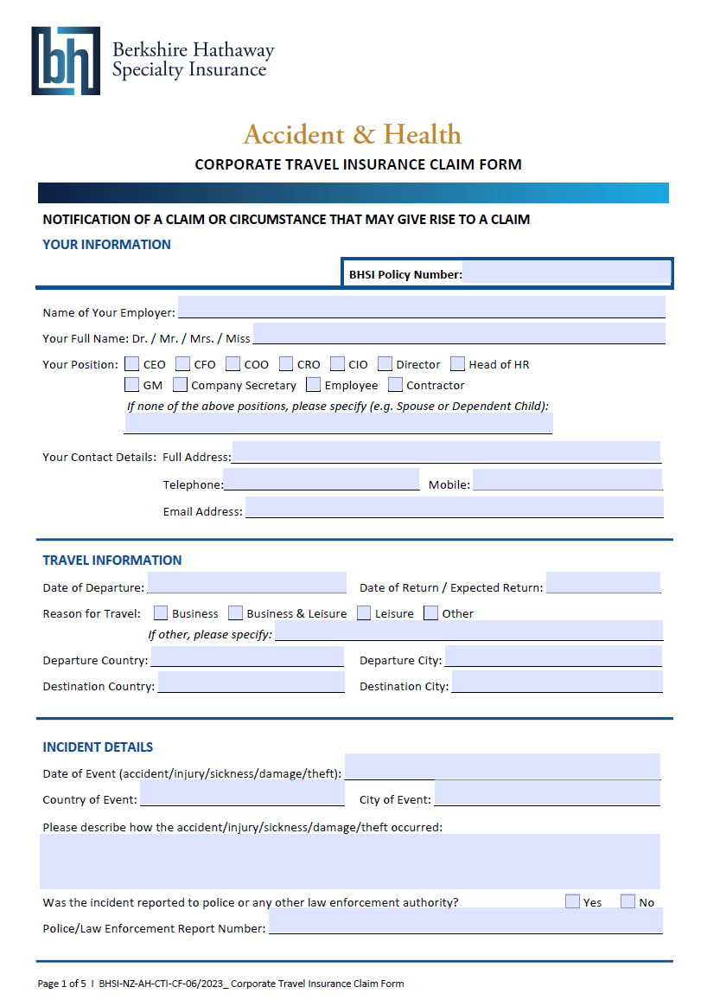 bh
Berkshire Hathaway
Specialty Insurance
Accident & Health
CORPORATE TRAVEL INSURANCE CLAIM FORM
NOTIFICATION OF A CLAIM OR CIRCUMSTANCE THAT MAY GIVE RISE TO A CLAIM
YOUR INFORMATION
BHSI Policy Number:
Name of Your Employer:
Your Full Name: Dr. / Mr. / Mrs. / Miss
Your Position: CEO CFO COO CRO CIO Director Head of HR
GM Company Secretary Employee Contractor
If none of the above positions, please specify (e.g. Spouse or Dependent Child):
Your Contact Details: Full Address:
Telephone: Mobile:
Email Address:
TRAVEL INFORMATION
Date of Departure: Date of Return / Expected Return:
Reason for Travel: Business Business & Leisure Leisure Other
If other, please specify:
Departure Country: Departure City:
Destination Country: Destination City:
INCIDENT DETAILS
Date of Event (accident/injury/sickness/damage/theft):
Country of Event: City of Event:
Please describe how the accident/injury/sickness/damage/theft occurred:
Was the incident reported to police or any other law enforcement authority? Yes No
Police/Law Enforcement Report Number:
Page 1 of 5 I BHSI-NZ-AH-CTI-CF-06/2023_ Corporate Travel Insurance Claim Form